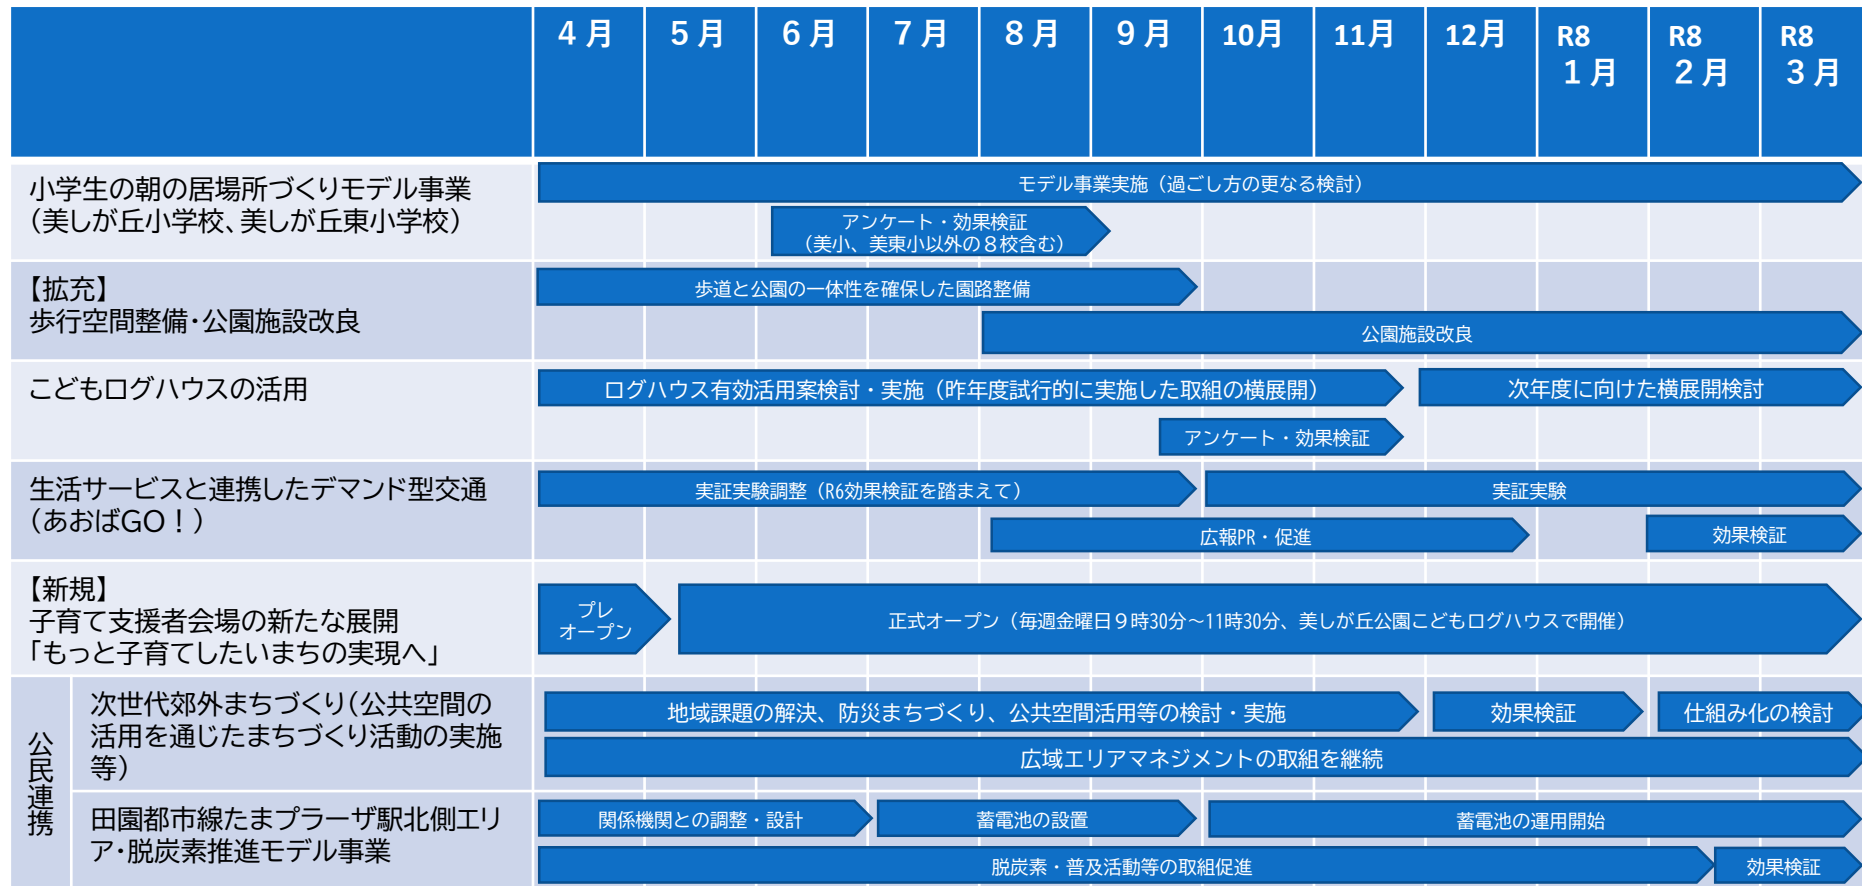 4月
5月
6月
7月
8月
9月
10月
11月
12月
R8
1月
R8
2月
R8
3月
小学生の朝の居場所づくりモデル事業
（美しが丘小学校、美しが丘東小学校）
モデル事業実施（過ごし方の更なる検討）
アンケート・効果検証
（美小、美東小以外の８校含む）
【拡充】
歩行空間整備・公園施設改良
歩道と公園の一体性を確保した園路整備
公園施設改良
こどもログハウスの活用
ログハウス有効活用案検討・実施（昨年度試行的に実施した取組の横展開）
次年度に向けた横展開検討
アンケート・効果検証
生活サービスと連携したデマンド型交通
（あおばGO！）
実証実験調整（R6効果検証を踏まえて）
実証実験
広報PR・促進
効果検証
【新規】
子育て支援者会場の新たな展開
「もっと子育てしたいまちの実現へ」
プレ
オープン
正式オープン（毎週金曜日９時30分～11時30分、美しが丘公園こどもログハウスで開催）
公民連携
次世代郊外まちづくり（公共空間の
活用を通じたまちづくり活動の実施
等）
地域課題の解決、防災まちづくり、公共空間活用等の検討・実施
効果検証
仕組み化の検討
広域エリアマネジメントの取組を継続
田園都市線たまプラーザ駅北側エリ
ア・脱炭素推進モデル事業
関係機関との調整・設計
蓄電池の設置
蓄電池の運用開始
脱炭素・普及活動等の取組促進
効果検証